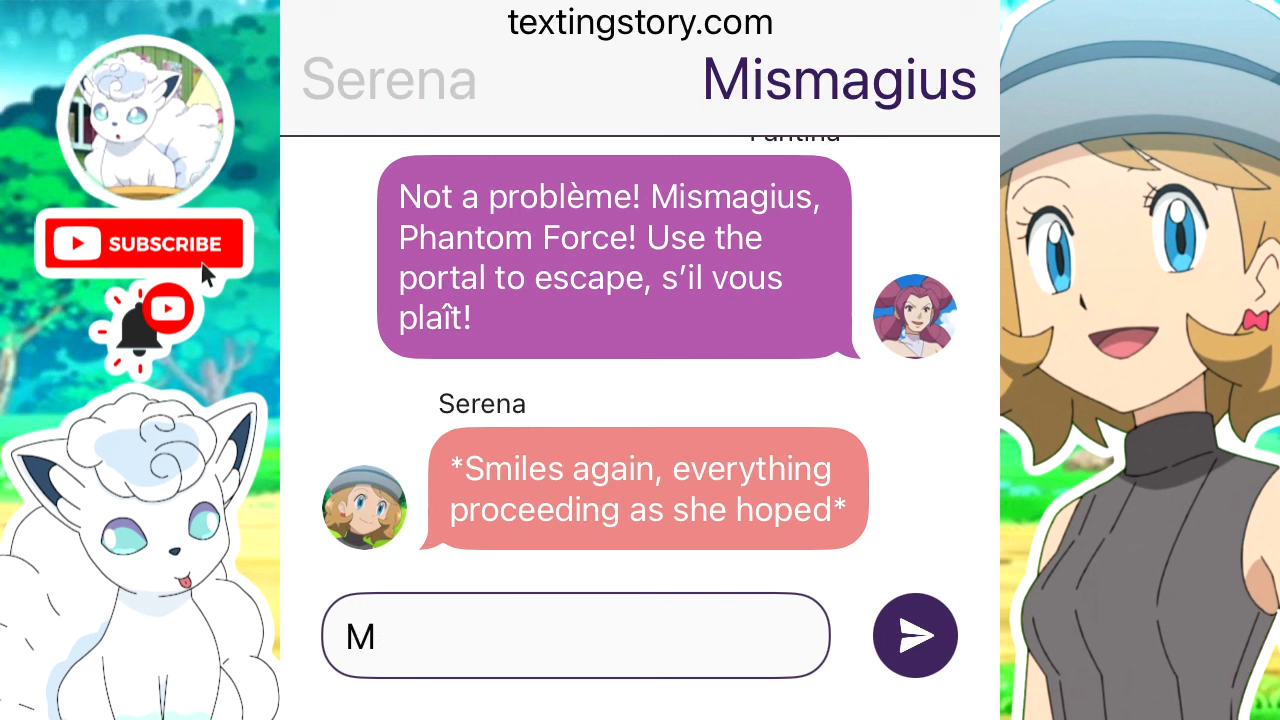 textingstory.com
Serena
Mismagius
Fantina
Not a problème! Mismagius,
Phantom Force! Use the
portal to escape, s’il vous
plaît!
SUBSCRIBE
Serena
*Smiles again, everything
proceeding as she hoped*
M